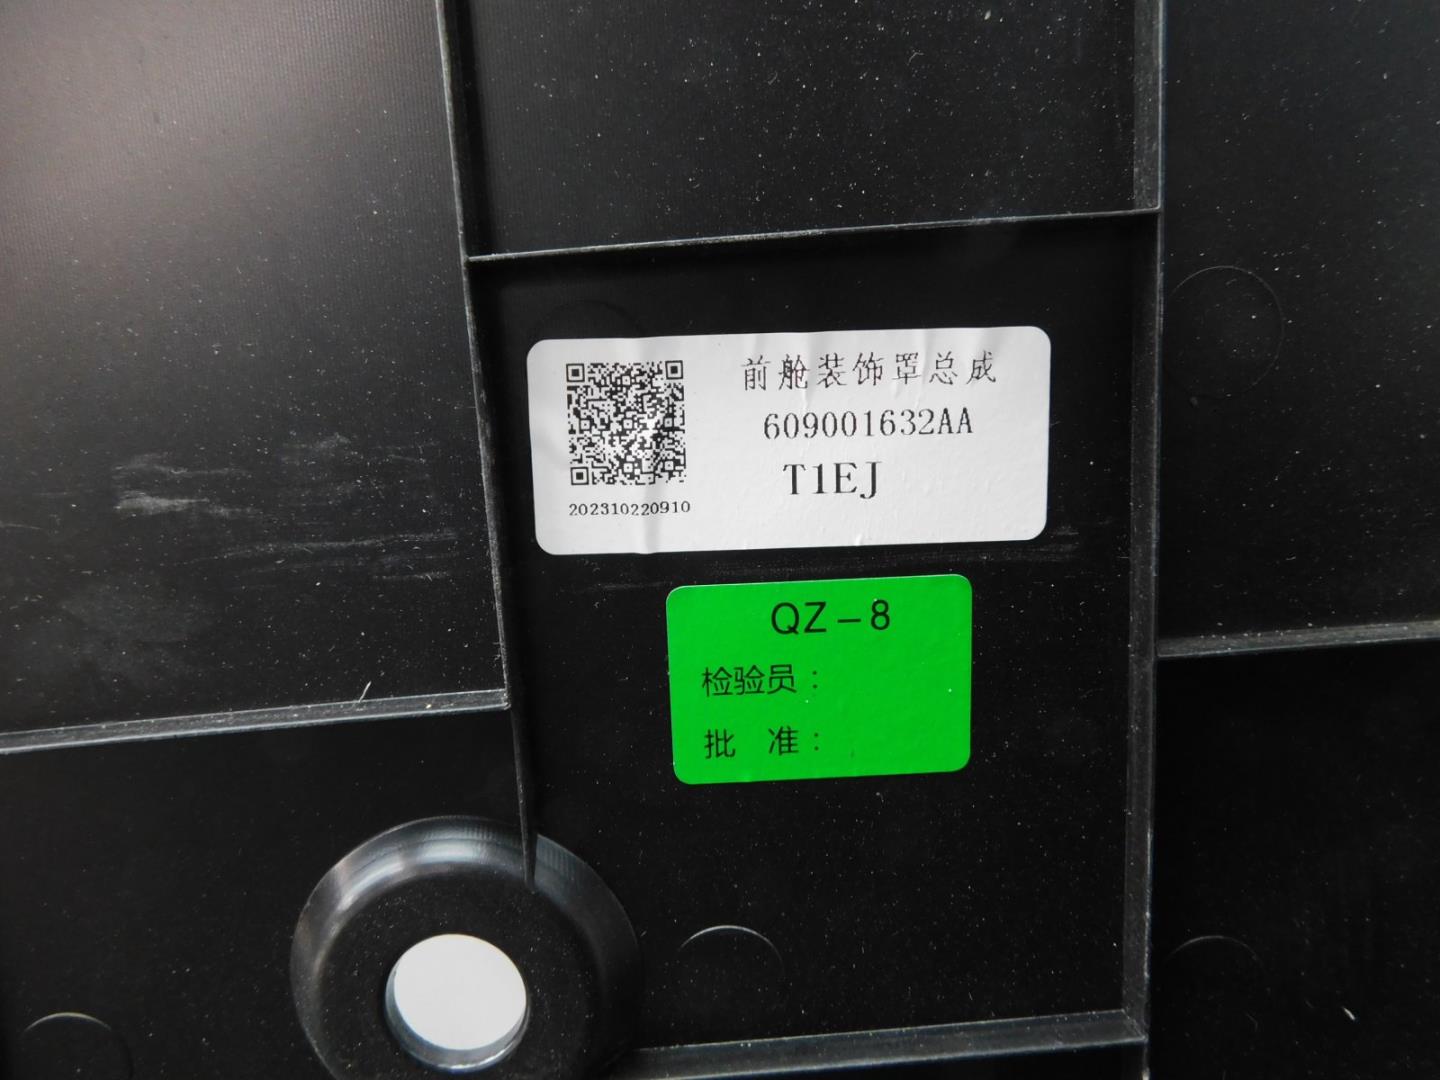 前舱装饰罩总成
609001632AA
T1EJ
202310220910
QZ-8
检验员：
批 准：